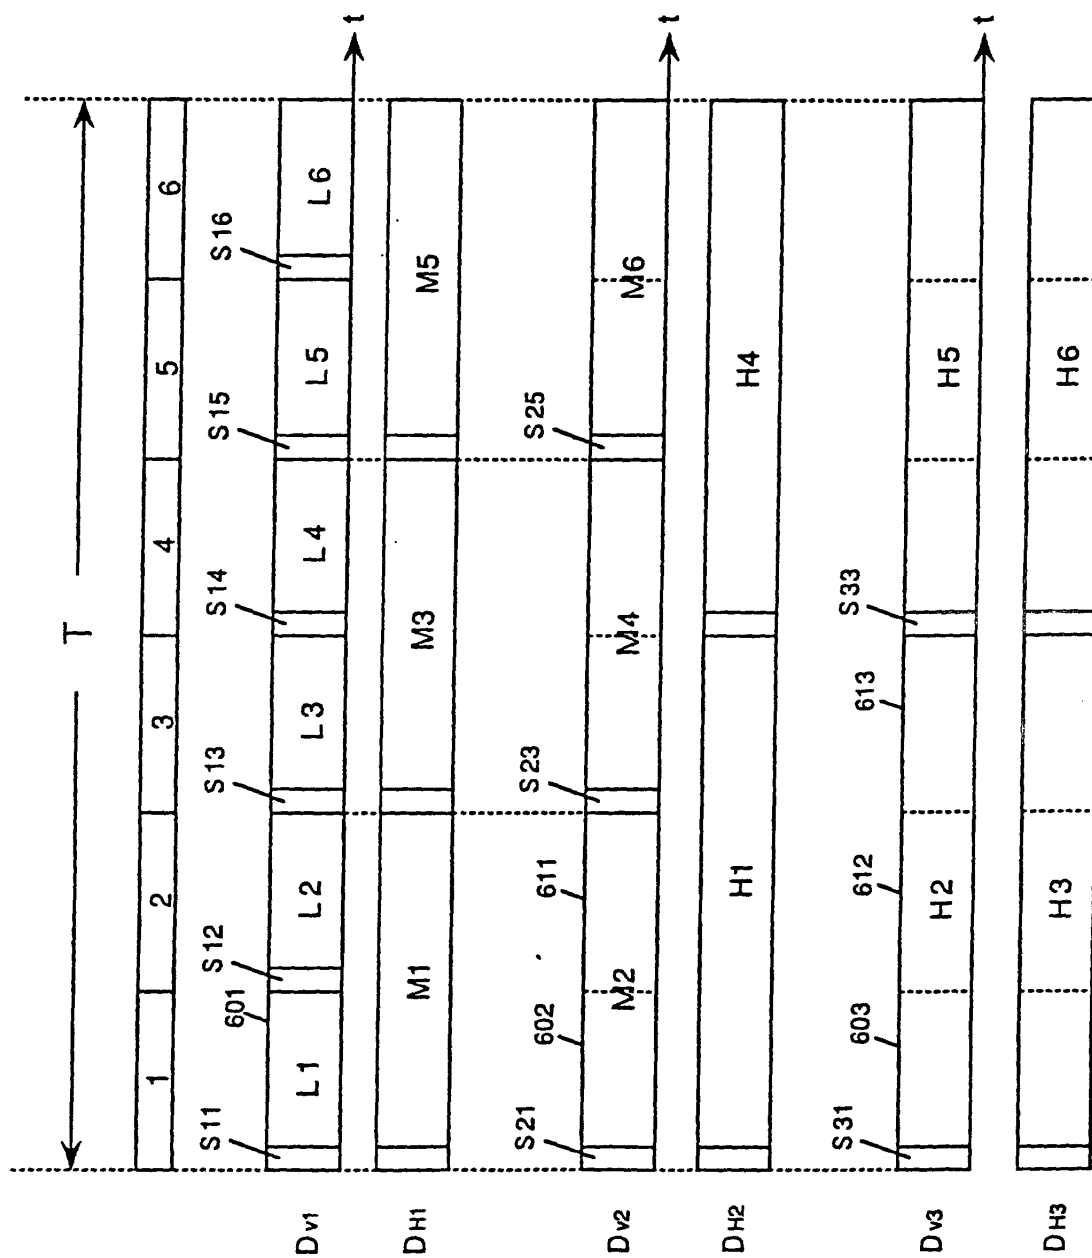 T
1 2 3 4 5 6
S11 601 S12 S13 S14 S15 S16
Dv1 L1 L2 L3 L4 L5 L6 t
DH1 M1 M3 M5
S21 602 611 S23 S25
Dv2 M2 M4 M6 t
DH2 H1 H4
S31 603 612 613 S33
Dv3 H2 H5 t
DH3 H3 H6